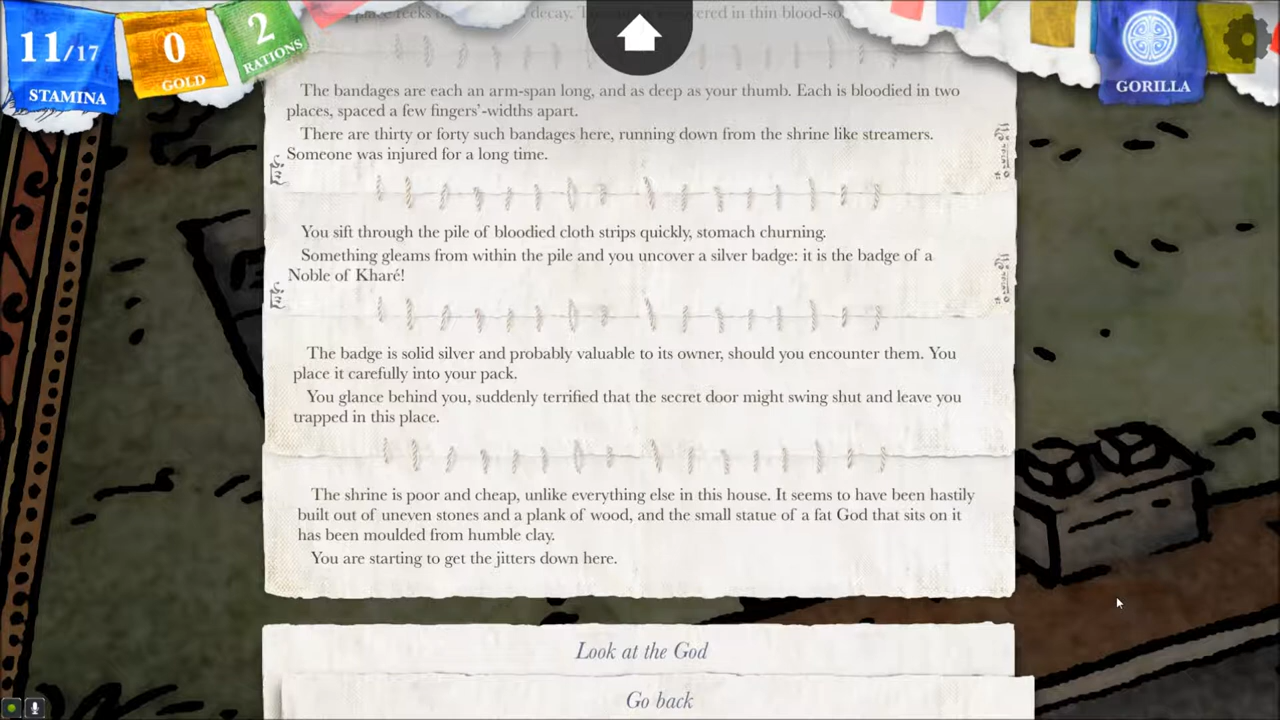 11/17
STAMINA
0
GOLD
2
RATIONS
GORILLA
decay.
The bandages are each an arm-span long, and as deep as your thumb. Each is bloodied in two
places, spaced a few fingers'-widths apart.
There are thirty or forty such bandages here, running down from the shrine like streamers.
Someone was injured for a long time.
You sift through the pile of bloodied cloth strips quickly, stomach churning.
Something gleams from within the pile and you uncover a silver badge: it is the badge of a
Noble of Kharé!
The badge is solid silver and probably valuable to its owner, should you encounter them. You
place it carefully into your pack.
You glance behind you, suddenly terrified that the secret door might swing shut and leave you
trapped in this place.
The shrine is poor and cheap, unlike everything else in this house. It seems to have been hastily
built out of uneven stones and a plank of wood, and the small statue of a fat God that sits on it
has been moulded from humble clay.
You are starting to get the jitters down here.
Look at the God
Go back